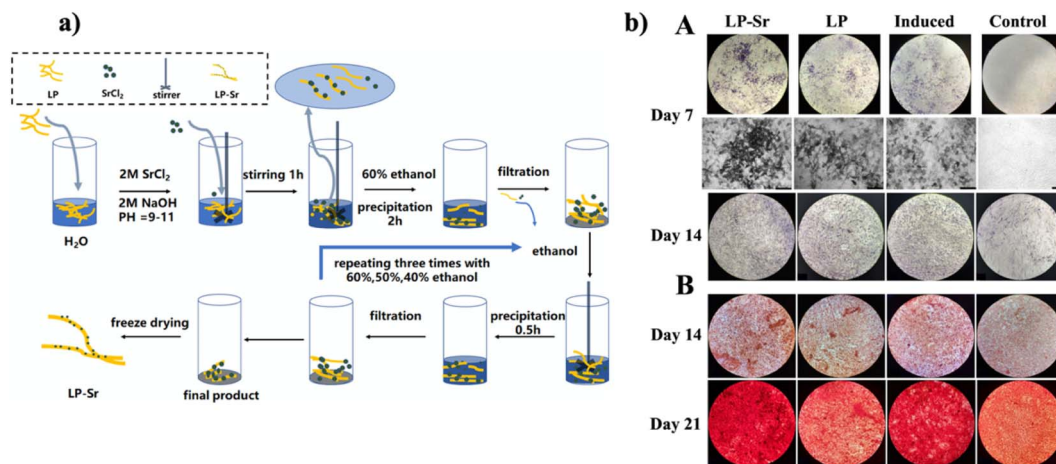 a)
LP
SrCl2
stirrer
LP-Sr
2M SrCl2
2M NaOH
PH =9-11
H2O
stirring 1h
60% ethanol
precipitation
2h
filtration
ethanol
repeating three times with
60%,50%,40% ethanol
precipitation
0.5h
filtration
freeze drying
final product
LP-Sr
b)
A
LP-Sr
LP
Induced
Control
Day 7
Day 14
B
Day 14
Day 21